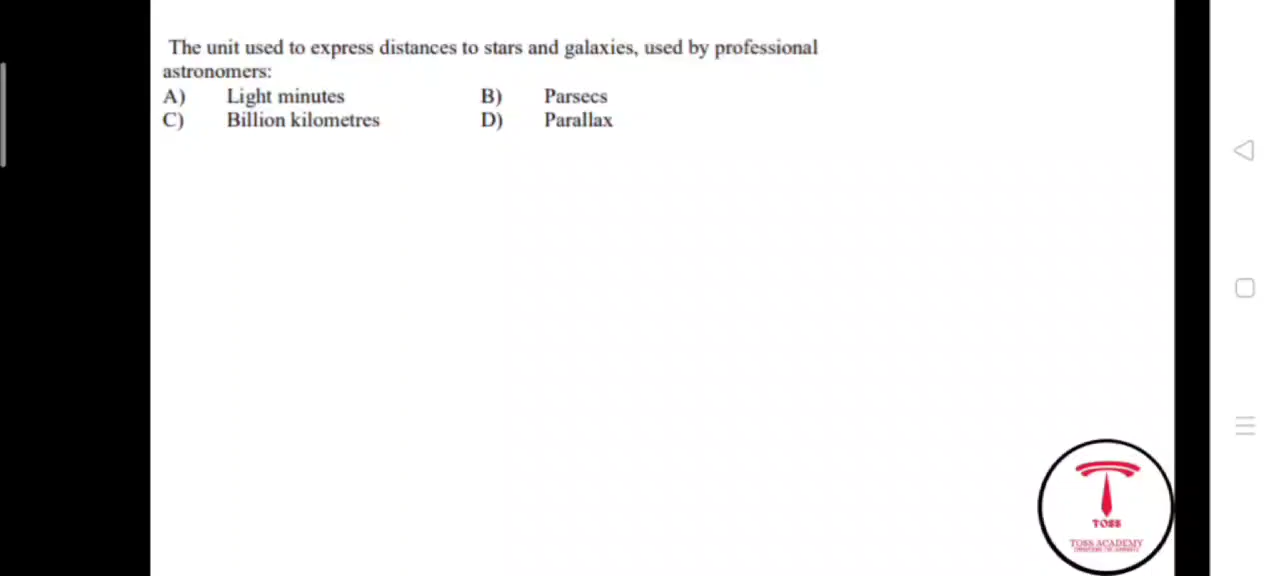 The unit used to express distances to stars and galaxies, used by professional
astronomers:
A) Light minutes B) Parsecs
C) Billion kilometres D) Parallax
TOSS
TOSS ACADEMY